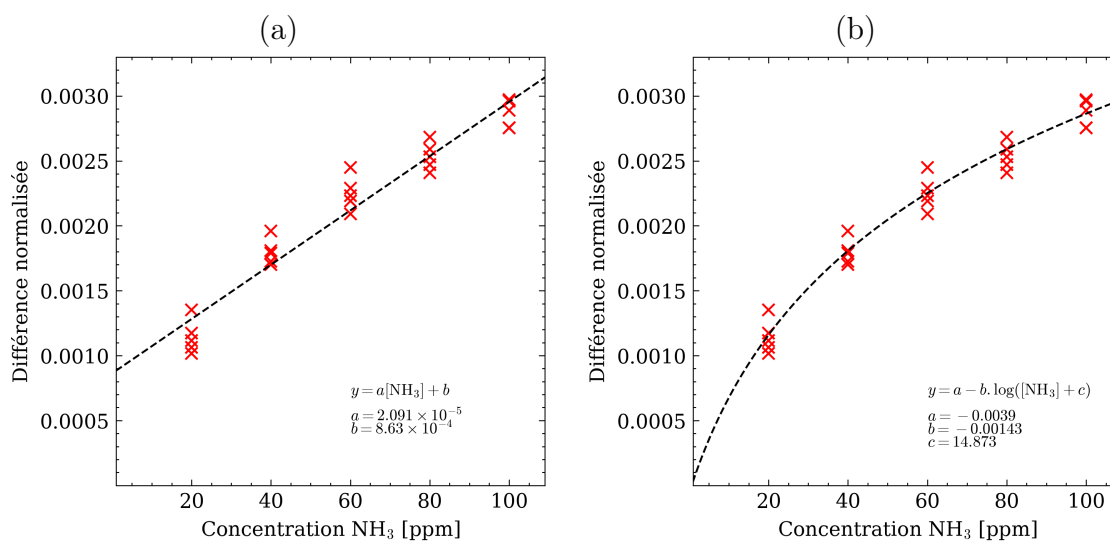 (a)
Différence normalisée
0.0030
0.0025
0.0020
0.0015
0.0010
0.0005
y = a[NH₃] + b
a = 2.091 × 10⁻⁵
b = 8.63 × 10⁻⁴
20 40 60 80 100
Concentration NH₃ [ppm]
(b)
Différence normalisée
0.0030
0.0025
0.0020
0.0015
0.0010
0.0005
y = a − b. log([NH₃] + c)
a = −0.0039
b = −0.00143
c = 14.873
20 40 60 80 100
Concentration NH₃ [ppm]